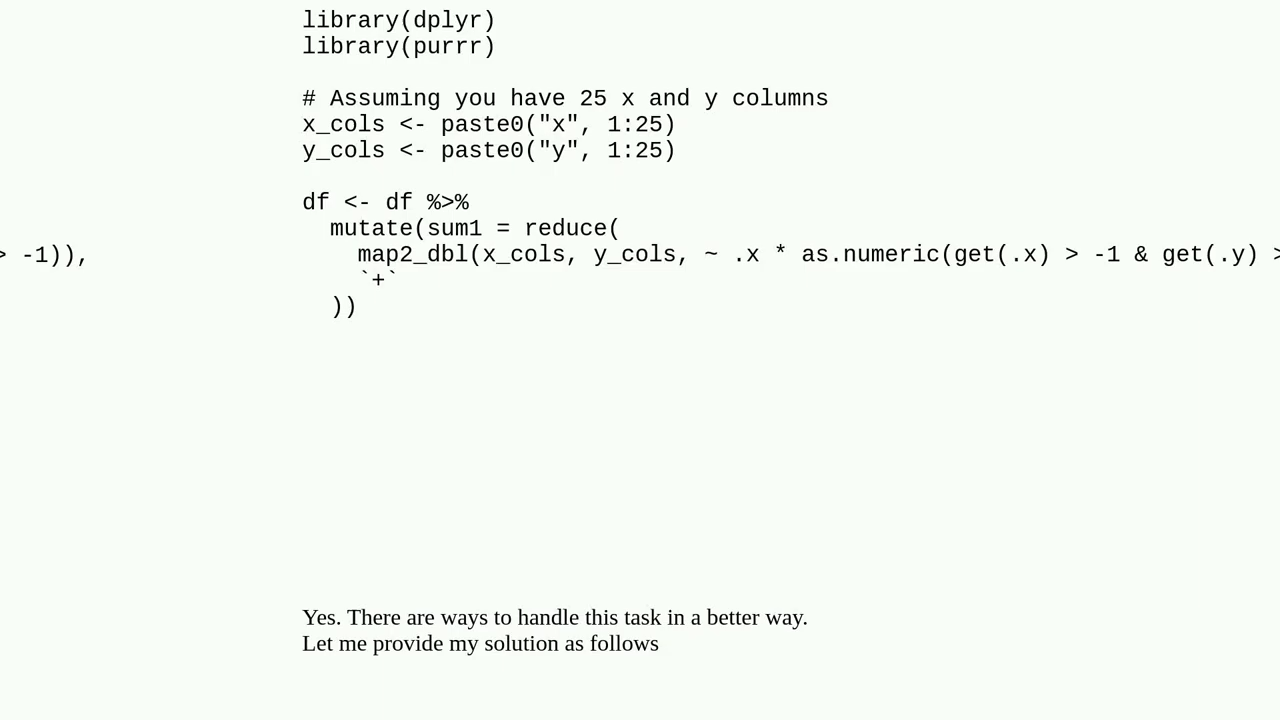 library(dplyr)
library(purrr)
# Assuming you have 25 x and y columns
x_cols <- paste0("x", 1:25)
y_cols <- paste0("y", 1:25)
df <- df %>%
  mutate(sum1 = reduce(
> -1)),
    map2_dbl(x_cols, y_cols, ~ .x * as.numeric(get(.x) > -1 & get(.y) >
    `+`
  ))
Yes. There are ways to handle this task in a better way.
Let me provide my solution as follows